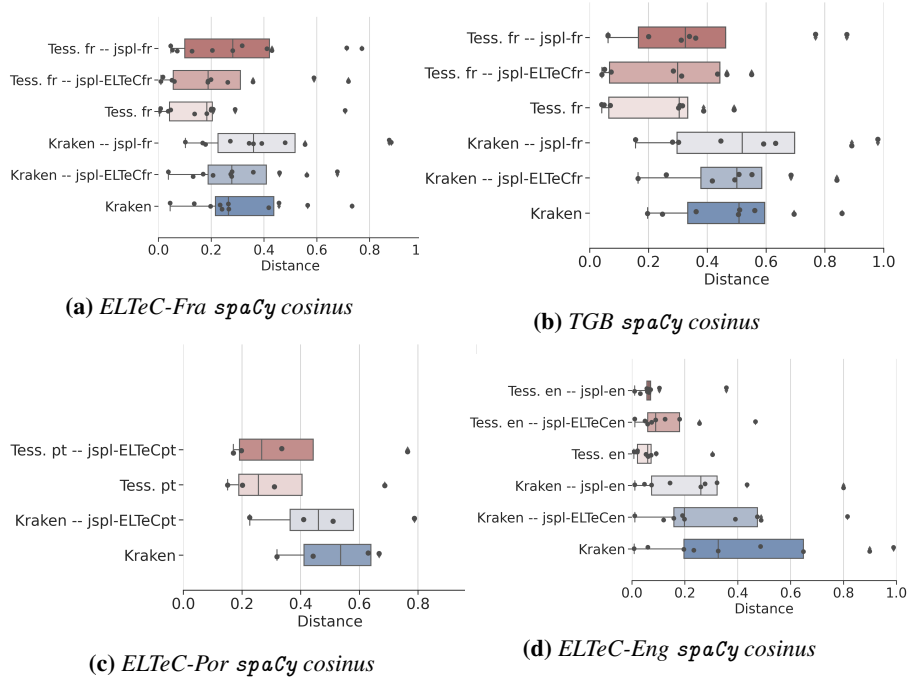 Tess. fr -- jspl-fr
Tess. fr -- jspl-ELTeCfr
Tess. fr
Kraken -- jspl-fr
Kraken -- jspl-ELTeCfr
Kraken
0.0 0.2 0.4 0.6 0.8 1
Distance
(a) ELTeC-Fra spaCy cosinus
Tess. fr -- jspl-fr
Tess. fr -- jspl-ELTeCfr
Tess. fr
Kraken -- jspl-fr
Kraken -- jspl-ELTeCfr
Kraken
0.0 0.2 0.4 0.6 0.8 1.0
Distance
(b) TGB spaCy cosinus
Tess. pt -- jspl-ELTeCpt
Tess. pt
Kraken -- jspl-ELTeCpt
Kraken
0.0 0.2 0.4 0.6 0.8
Distance
(c) ELTeC-Por spaCy cosinus
Tess. en -- jspl-en
Tess. en -- jspl-ELTeCen
Tess. en
Kraken -- jspl-en
Kraken -- jspl-ELTeCen
Kraken
0.0 0.2 0.4 0.6 0.8 1.0
Distance
(d) ELTeC-Eng spaCy cosinus